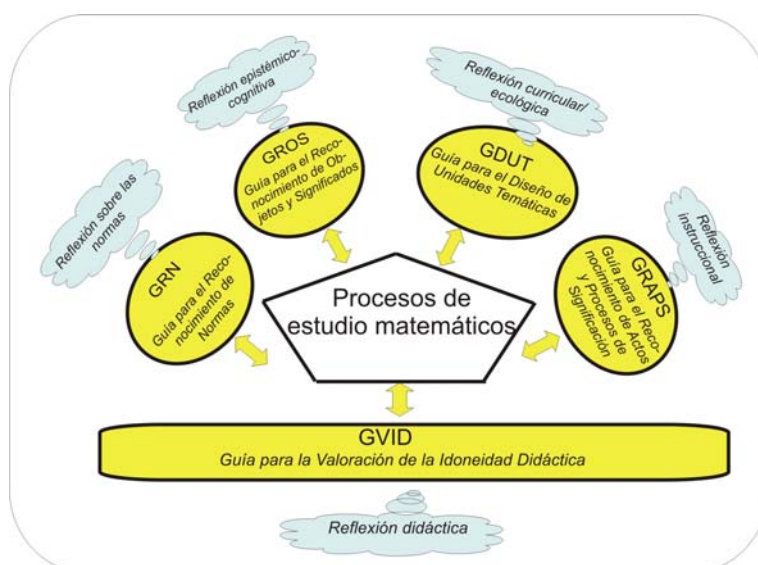 Reflexión epistémico-
cognitiva
Reflexión curricular/
ecológica
Reflexión sobre las
normas
Reflexión
instruccional
GROS
Guía para el Reco-
nocimiento de Ob-
jetos y Significados
GDUT
Guía para el Diseño de
Unidades Temáticas
GRN
Guía para el Reco-
nocimiento de
Normas
GRAPS
Guía para el Reco-
nocimiento de Actos
y Procesos de
Significación
Procesos de
estudio matemáticos
GVID
Guía para la Valoración de la Idoneidad Didáctica
Reflexión didáctica